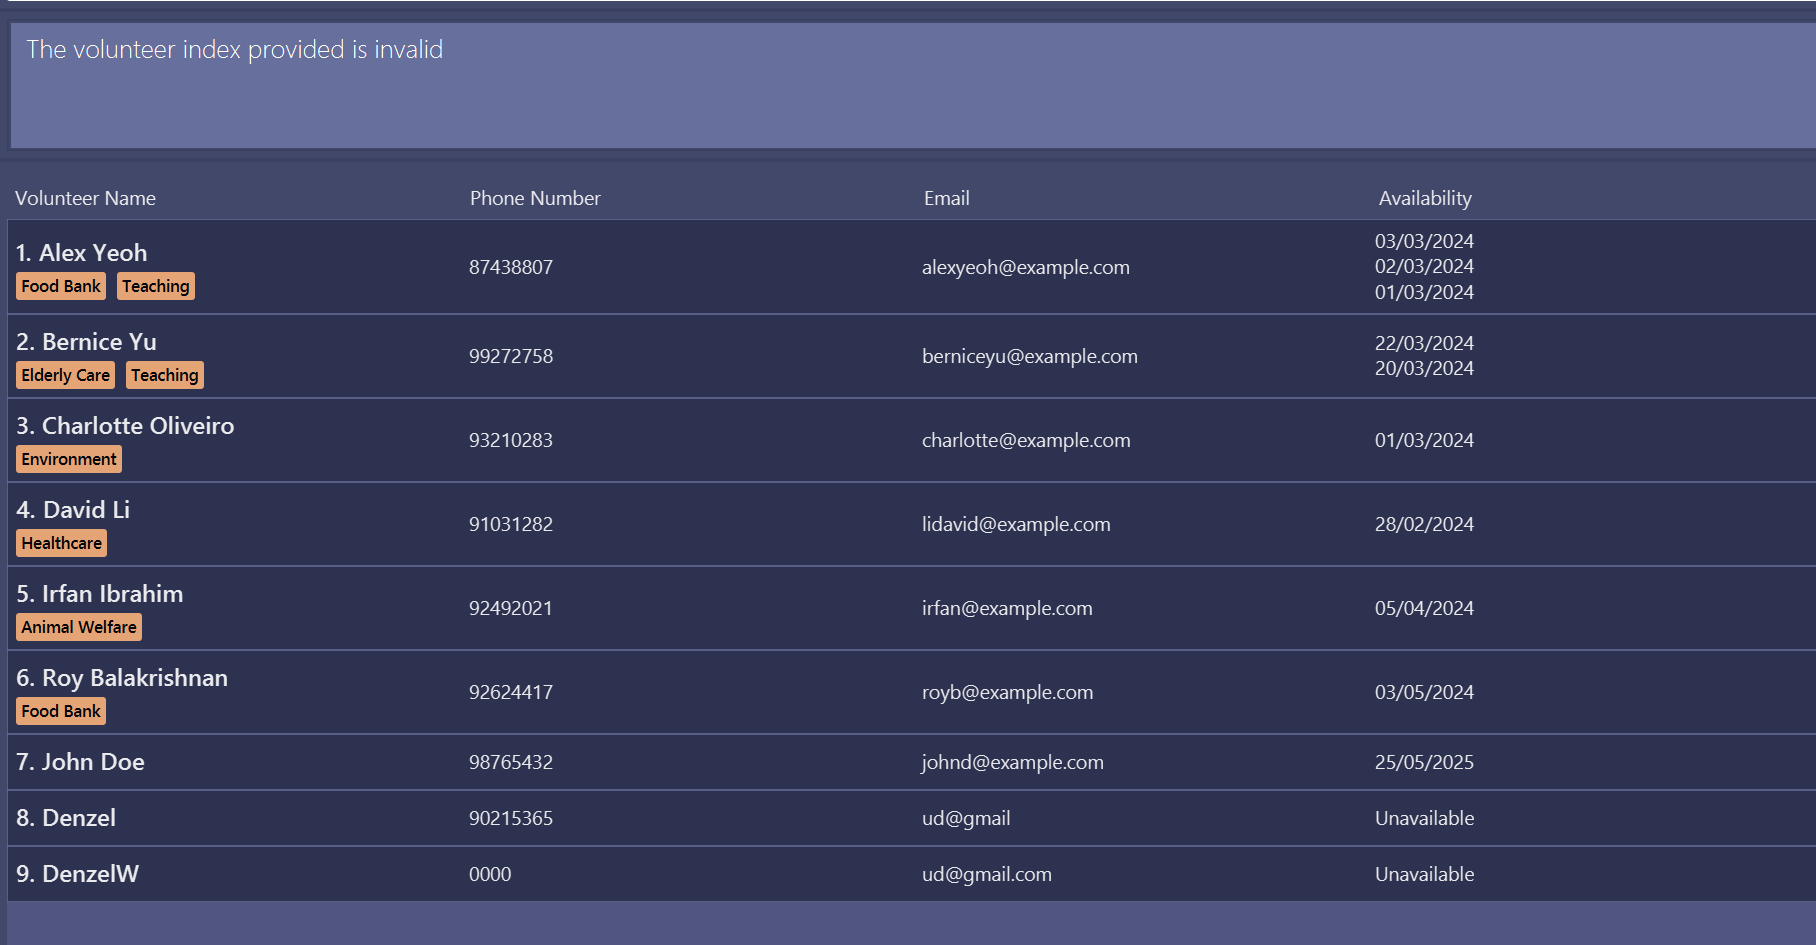 The volunteer index provided is invalid
Volunteer Name Phone Number Email Availability
1. Alex Yeoh
Food Bank Teaching
87438807
alexyeoh@example.com
03/03/2024
02/03/2024
01/03/2024
2. Bernice Yu
Elderly Care Teaching
99272758
berniceyu@example.com
22/03/2024
20/03/2024
3. Charlotte Oliveiro
Environment
93210283
charlotte@example.com
01/03/2024
4. David Li
Healthcare
91031282
lidavid@example.com
28/02/2024
5. Irfan Ibrahim
Animal Welfare
92492021
irfan@example.com
05/04/2024
6. Roy Balakrishnan
Food Bank
92624417
royb@example.com
03/05/2024
7. John Doe 98765432 johnd@example.com 25/05/2025
8. Denzel 90215365 ud@gmail Unavailable
9. DenzelW 0000 ud@gmail.com Unavailable